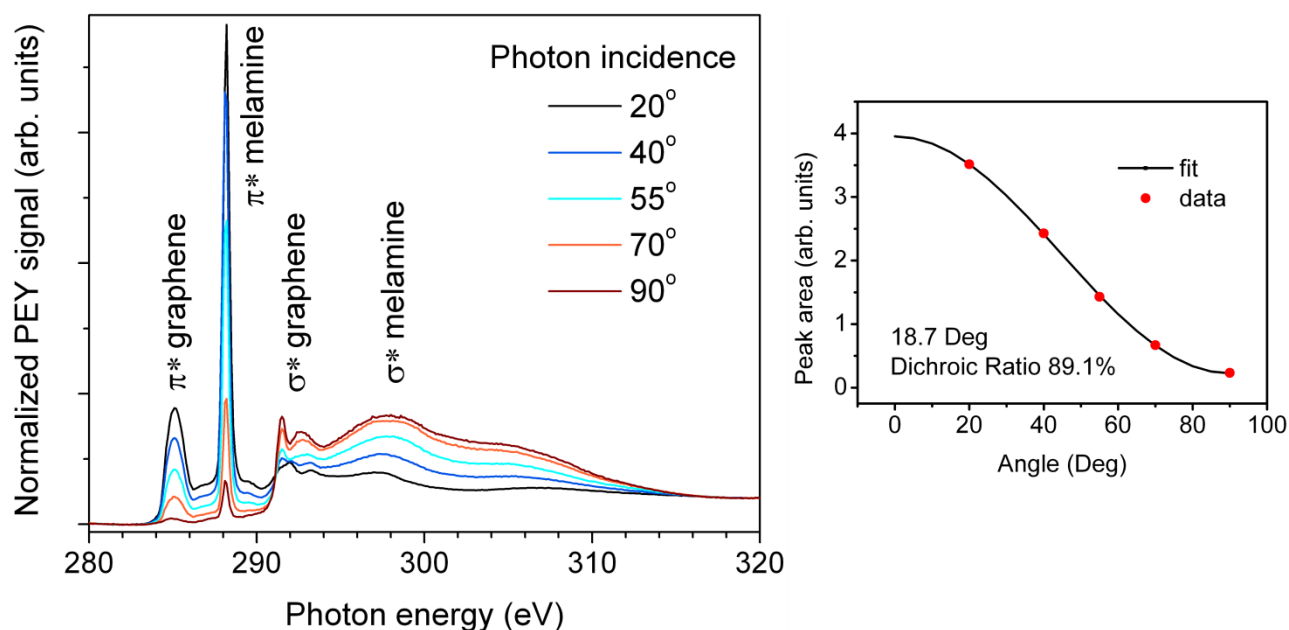 Normalized PEY signal (arb. units)
π* graphene
π* melamine
σ* graphene
σ* melamine
Photon incidence
20°
40°
55°
70°
90°
280 290 300 310 320
Photon energy (eV)
Peak area (arb. units)
4
3
2
1
0
fit
data
18.7 Deg
Dichroic Ratio 89.1%
0 20 40 60 80 100
Angle (Deg)